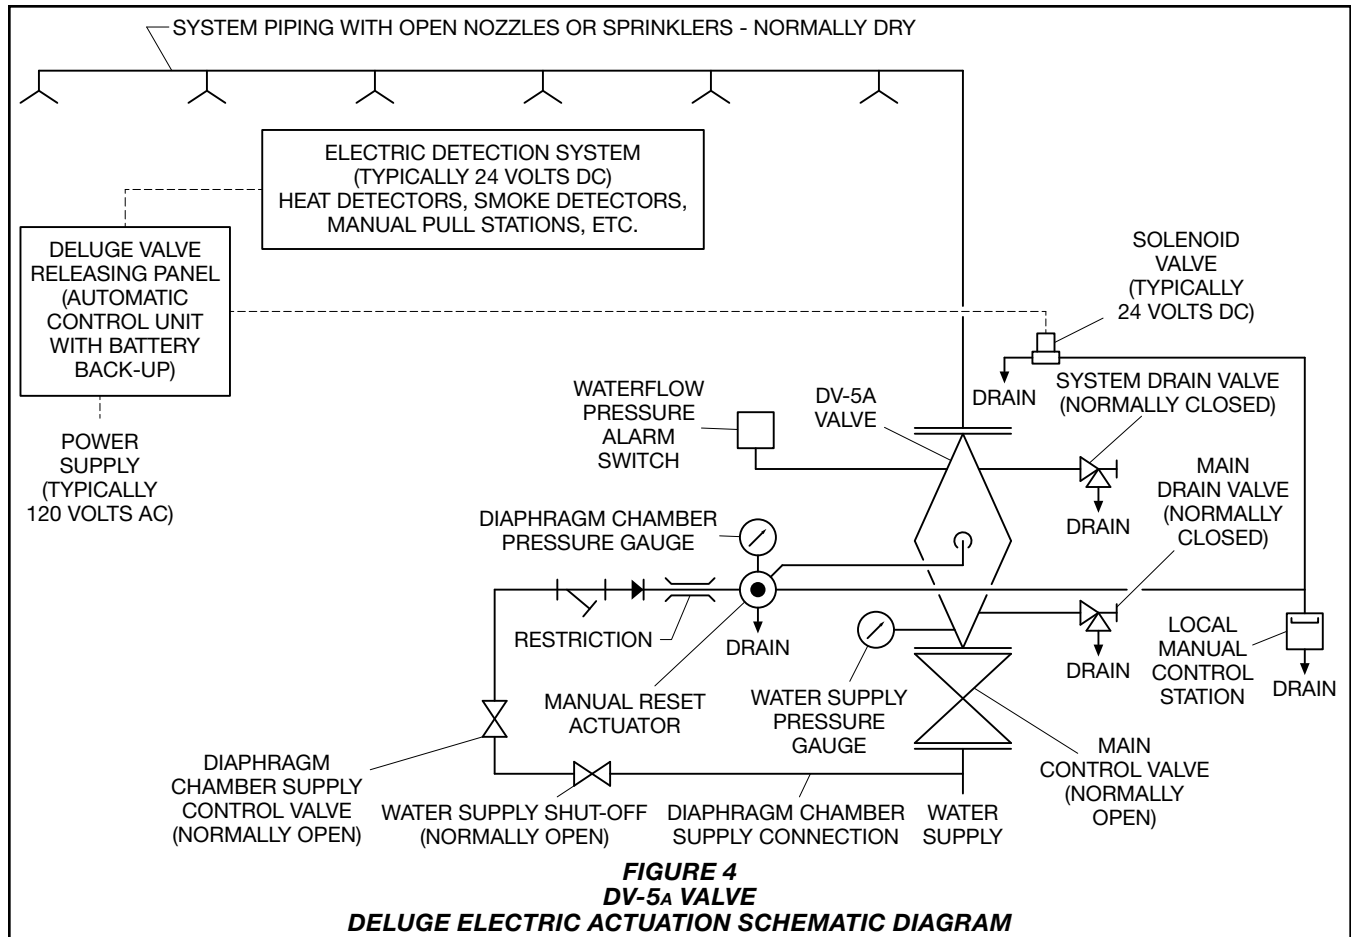 SYSTEM PIPING WITH OPEN NOZZLES OR SPRINKLERS - NORMALLY DRY
ELECTRIC DETECTION SYSTEM
(TYPICALLY 24 VOLTS DC)
HEAT DETECTORS, SMOKE DETECTORS,
MANUAL PULL STATIONS, ETC.
DELUGE VALVE
RELEASING PANEL
(AUTOMATIC
CONTROL UNIT
WITH BATTERY
BACK-UP)
POWER
SUPPLY
(TYPICALLY
120 VOLTS AC)
SOLENOID
VALVE
(TYPICALLY
24 VOLTS DC)
DRAIN
SYSTEM DRAIN VALVE
(NORMALLY CLOSED)
WATERFLOW
PRESSURE
ALARM
SWITCH
DV-5A
VALVE
DRAIN
MAIN
DRAIN VALVE
(NORMALLY
CLOSED)
DIAPHRAGM CHAMBER
PRESSURE GAUGE
RESTRICTION
DRAIN
DRAIN
LOCAL
MANUAL
CONTROL
STATION
DRAIN
MANUAL RESET
ACTUATOR
WATER SUPPLY
PRESSURE
GAUGE
DIAPHRAGM
CHAMBER SUPPLY
CONTROL VALVE
(NORMALLY OPEN)
WATER SUPPLY SHUT-OFF
(NORMALLY OPEN)
DIAPHRAGM CHAMBER
SUPPLY CONNECTION
WATER
SUPPLY
MAIN
CONTROL VALVE
(NORMALLY
OPEN)
FIGURE 4
DV-5A VALVE
DELUGE ELECTRIC ACTUATION SCHEMATIC DIAGRAM